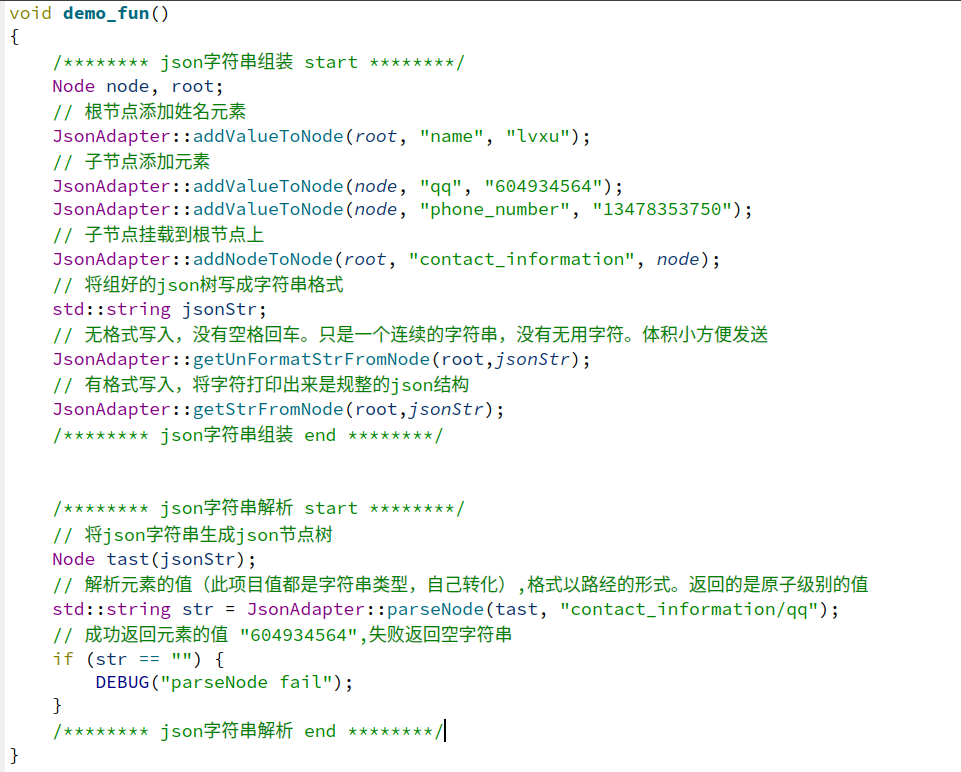 void demo_fun()
{
    /******** json字符串组装 start ********/
    Node node, root;
    // 根节点添加姓名元素
    JsonAdapter::addValueToNode(root, "name", "lvxu");
    // 子节点添加元素
    JsonAdapter::addValueToNode(node, "qq", "604934564");
    JsonAdapter::addValueToNode(node, "phone_number", "13478353750");
    // 子节点挂载到根节点上
    JsonAdapter::addNodeToNode(root, "contact_information", node);
    // 将组好的json树写成字符串格式
    std::string jsonStr;
    // 无格式写入，没有空格回车。只是一个连续的字符串，没有无用字符。体积小方便发送
    JsonAdapter::getUnFormatStrFromNode(root,jsonStr);
    // 有格式写入，将字符打印出来是规整的json结构
    JsonAdapter::getStrFromNode(root,jsonStr);
    /******** json字符串组装 end ********/
    /******** json字符串解析 start ********/
    // 将json字符串生成json节点树
    Node tast(jsonStr);
    // 解析元素的值（此项目值都是字符串类型，自己转化）,格式以路经的形式。返回的是原子级别的值
    std::string str = JsonAdapter::parseNode(tast, "contact_information/qq");
    // 成功返回元素的值 "604934564",失败返回空字符串
    if (str == "") {
        DEBUG("parseNode fail");
    }
    /******** json字符串解析 end ********/
}